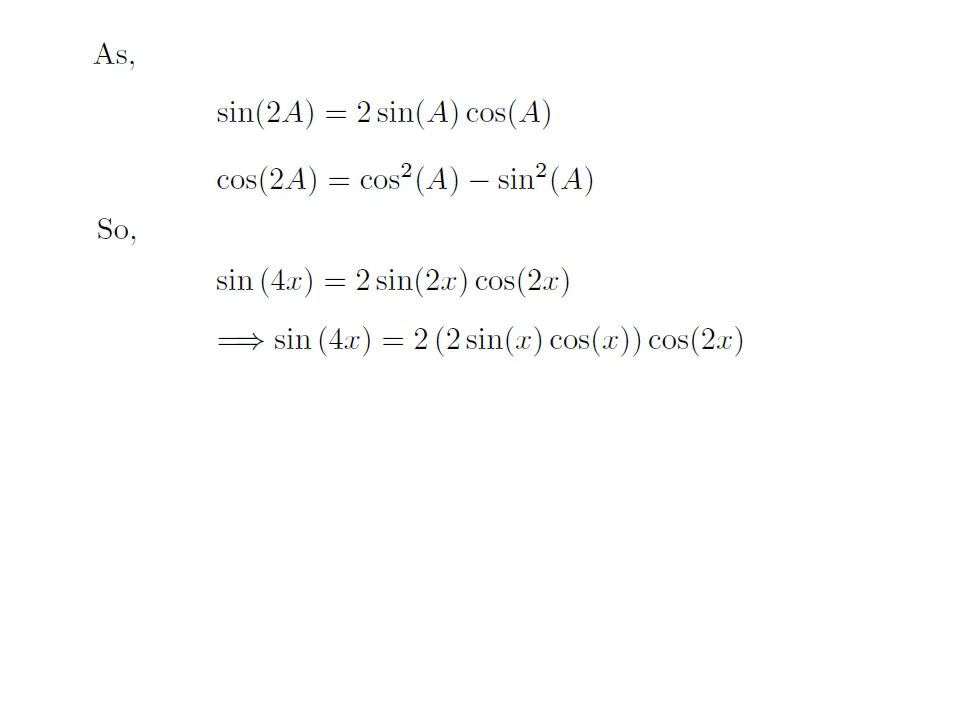 As,
sin(2A) = 2 sin(A) cos(A)
cos(2A) = cos²(A) − sin²(A)
So,
sin (4x) = 2 sin(2x) cos(2x)
⟹ sin (4x) = 2 (2 sin(x) cos(x)) cos(2x)